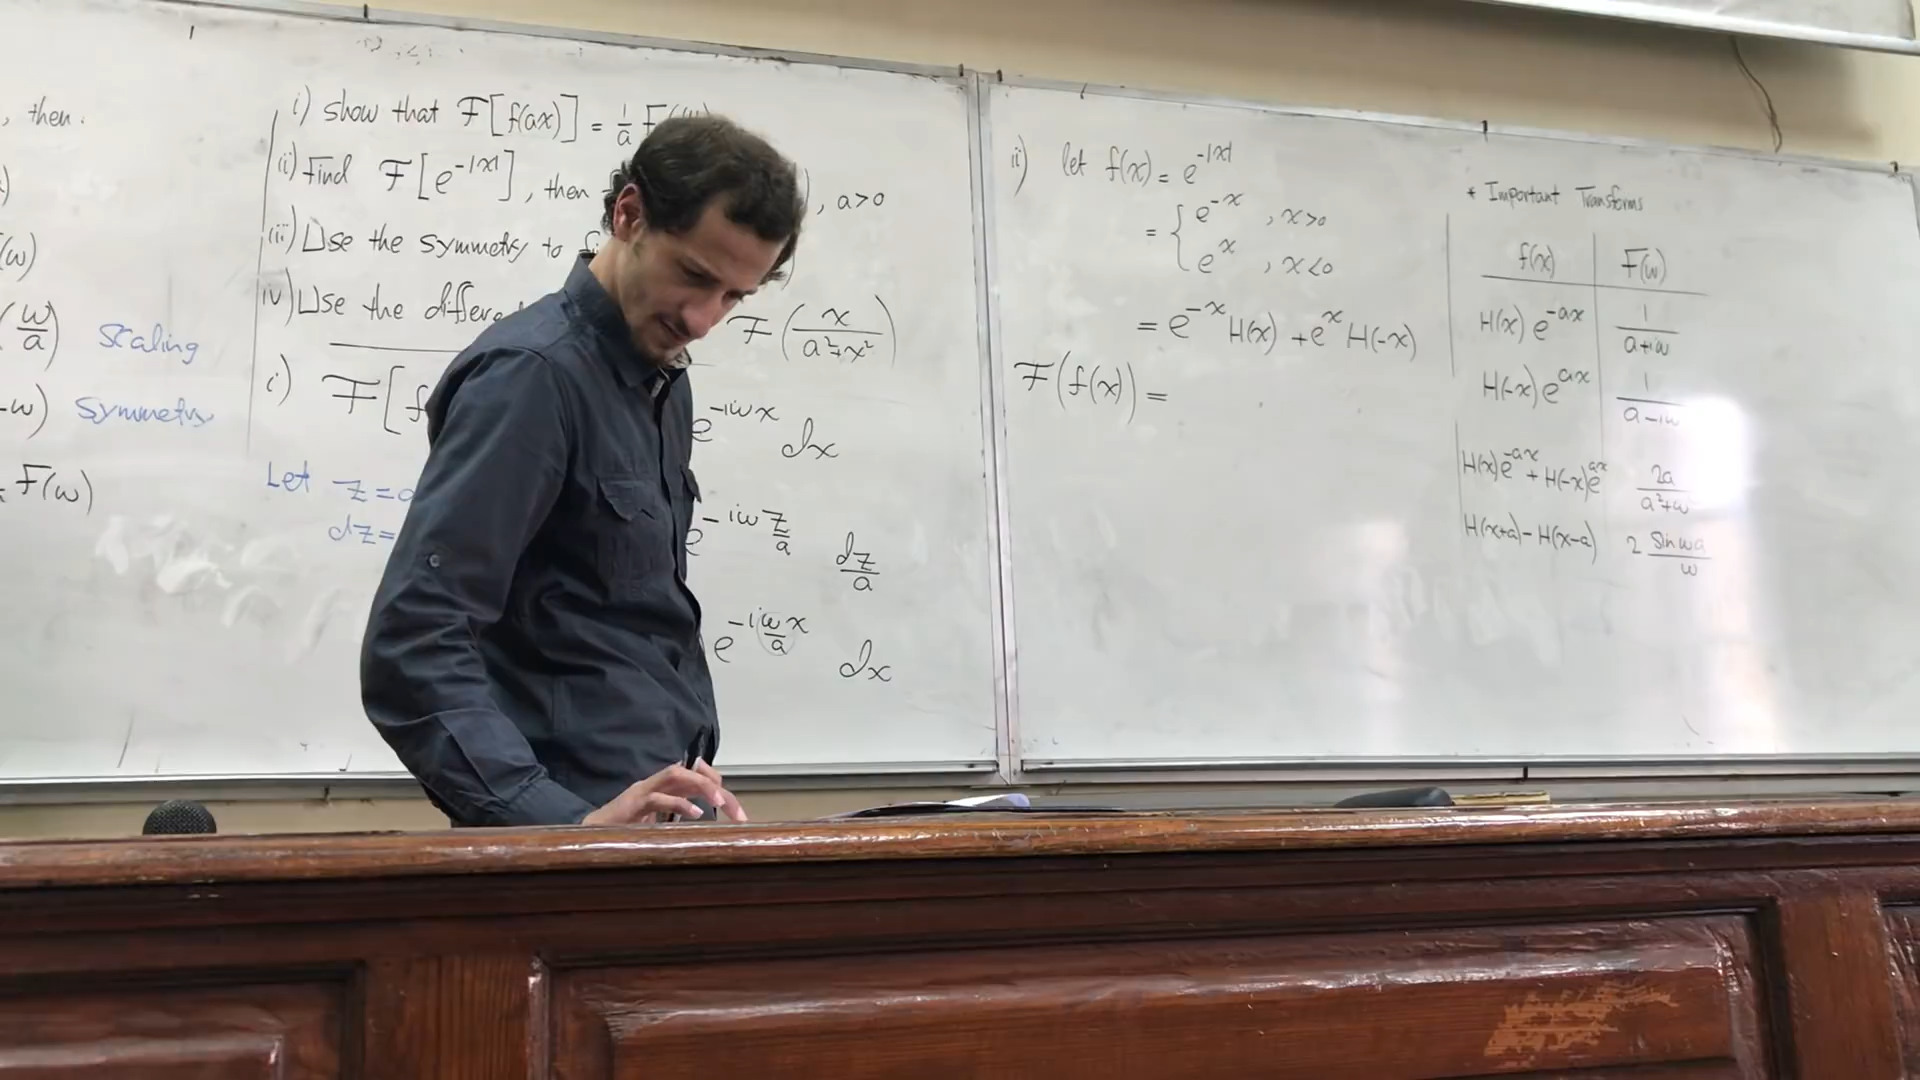 , then.
(ω)
(ω/a) Scaling
-ω) Symmetry
F(ω)
i) show that F[f(ax)] = 1/a F(
ii) Find F[e^{-|x|}], then , a>0
iii) Use the symmetry to
iv) Use the F(x/(a²+x²))
i) F[f e^{-iωx} dx
Let z=
dz=
e^{-iω z/a} dz/a
e^{-i(ω/a)x} dx
ii) let f(x) = e^{-|x|}
= { e^{-x} , x>0
e^{x} , x<0
= e^{-x} H(x) + e^{x} H(-x)
F(f(x)) =
* Important Transforms
f(x) F(ω)
H(x) e^{-ax} 1/(a+iω)
H(-x) e^{ax} 1/(a-iω)
H(x)e^{-ax} + H(-x)e^{ax} 2a/(a²+ω
H(x+a) - H(x-a) 2 Sin ωa/ω